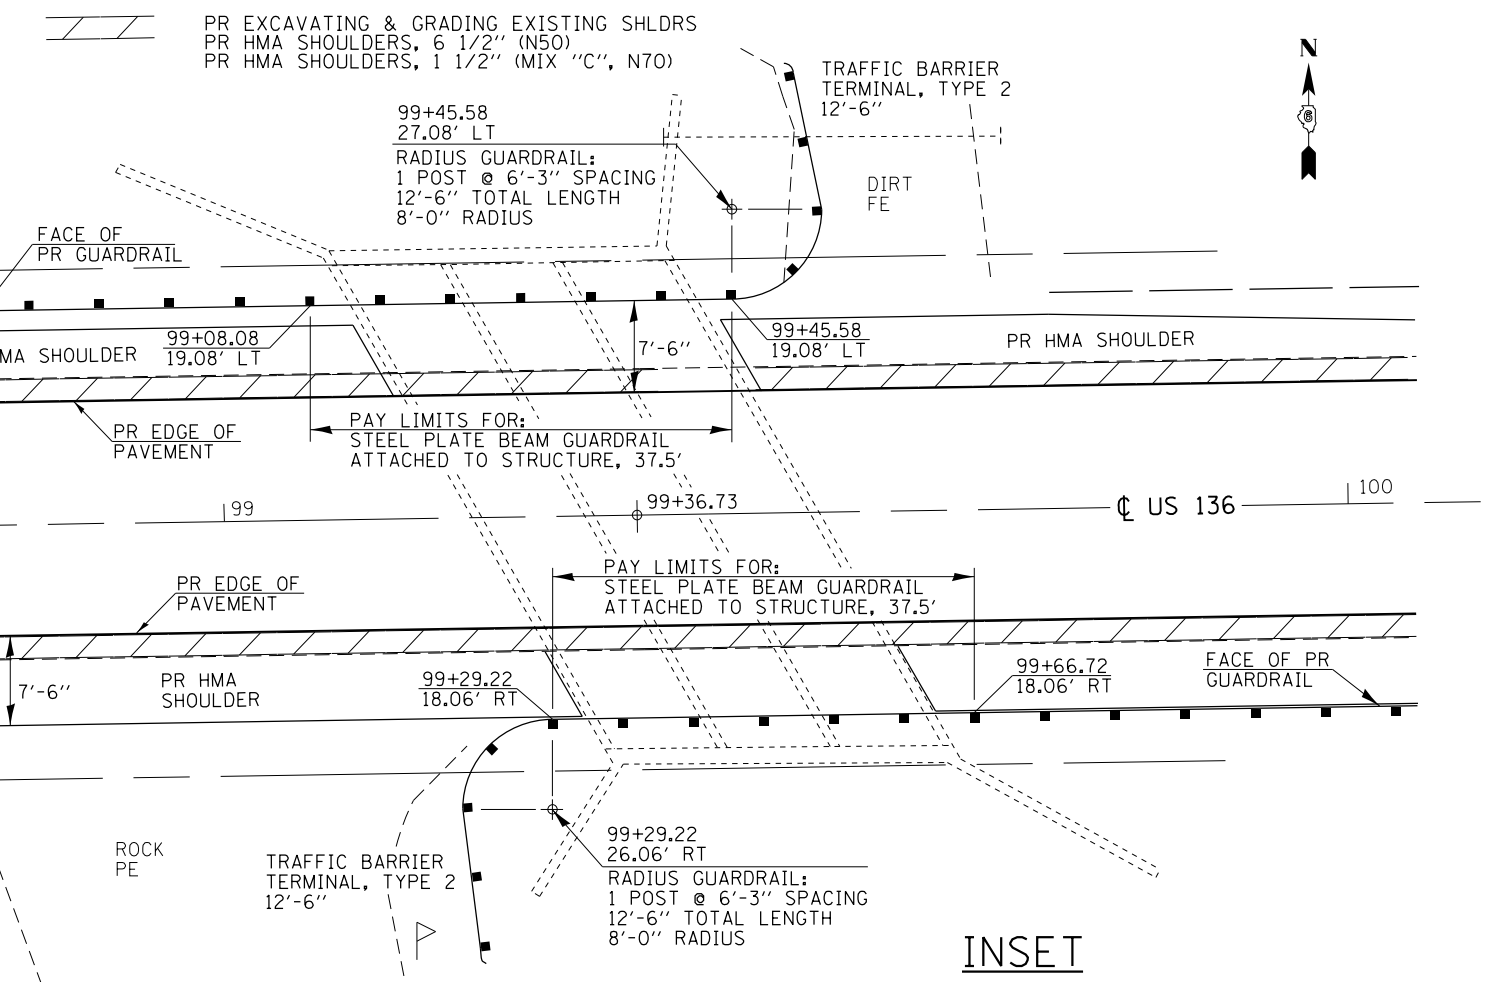 PR EXCAVATING & GRADING EXISTING SHLDRS
PR HMA SHOULDERS, 6 1/2" (N50)
PR HMA SHOULDERS, 1 1/2" (MIX "C", N70)
N
6
TRAFFIC BARRIER
TERMINAL, TYPE 2
12'-6"
99+45.58
27.08' LT
RADIUS GUARDRAIL:
1 POST @ 6'-3" SPACING
12'-6" TOTAL LENGTH
8'-0" RADIUS
DIRT
FE
FACE OF
PR GUARDRAIL
99+08.08
19.08' LT
MA SHOULDER
7'-6"
99+45.58
19.08' LT
PR HMA SHOULDER
PR EDGE OF
PAVEMENT
PAY LIMITS FOR:
STEEL PLATE BEAM GUARDRAIL
ATTACHED TO STRUCTURE, 37.5'
99
99+36.73
℄ US 136
100
PR EDGE OF
PAVEMENT
PAY LIMITS FOR:
STEEL PLATE BEAM GUARDRAIL
ATTACHED TO STRUCTURE, 37.5'
7'-6"
PR HMA
SHOULDER
99+29.22
18.06' RT
99+66.72
18.06' RT
FACE OF PR
GUARDRAIL
ROCK
PE
TRAFFIC BARRIER
TERMINAL, TYPE 2
12'-6"
99+29.22
26.06' RT
RADIUS GUARDRAIL:
1 POST @ 6'-3" SPACING
12'-6" TOTAL LENGTH
8'-0" RADIUS
INSET